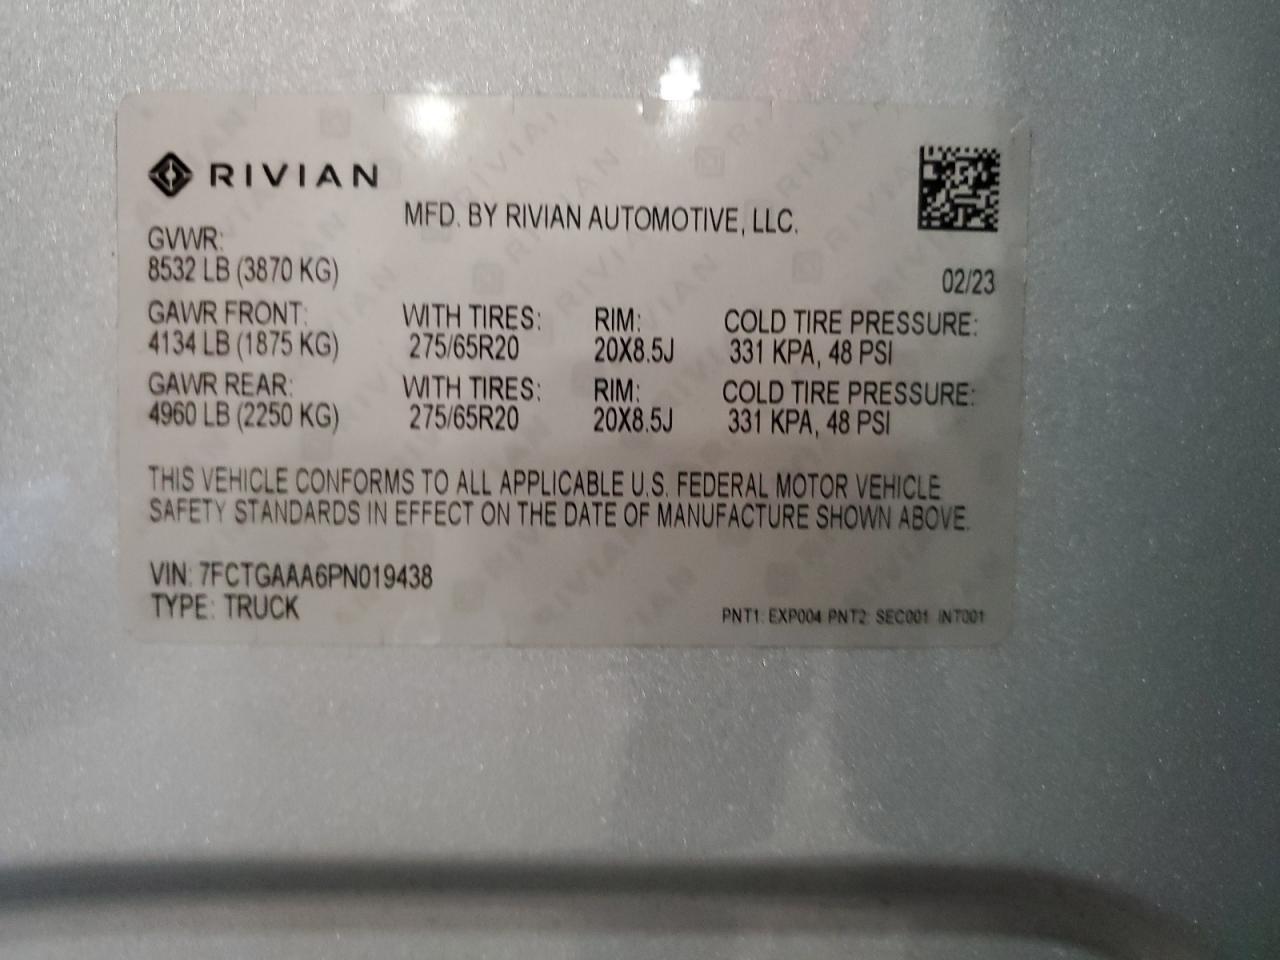 RIVIAN
MFD. BY RIVIAN AUTOMOTIVE, LLC.
GVWR:
8532 LB (3870 KG)
02/23
GAWR FRONT: WITH TIRES: RIM: COLD TIRE PRESSURE:
4134 LB (1875 KG) 275/65R20 20X8.5J 331 KPA, 48 PSI
GAWR REAR: WITH TIRES: RIM: COLD TIRE PRESSURE:
4960 LB (2250 KG) 275/65R20 20X8.5J 331 KPA, 48 PSI
THIS VEHICLE CONFORMS TO ALL APPLICABLE U.S. FEDERAL MOTOR VEHICLE
SAFETY STANDARDS IN EFFECT ON THE DATE OF MANUFACTURE SHOWN ABOVE.
VIN: 7FCTGAAA6PN019438
TYPE: TRUCK
PNT1: EXP004 PNT2: SEC001 INT001